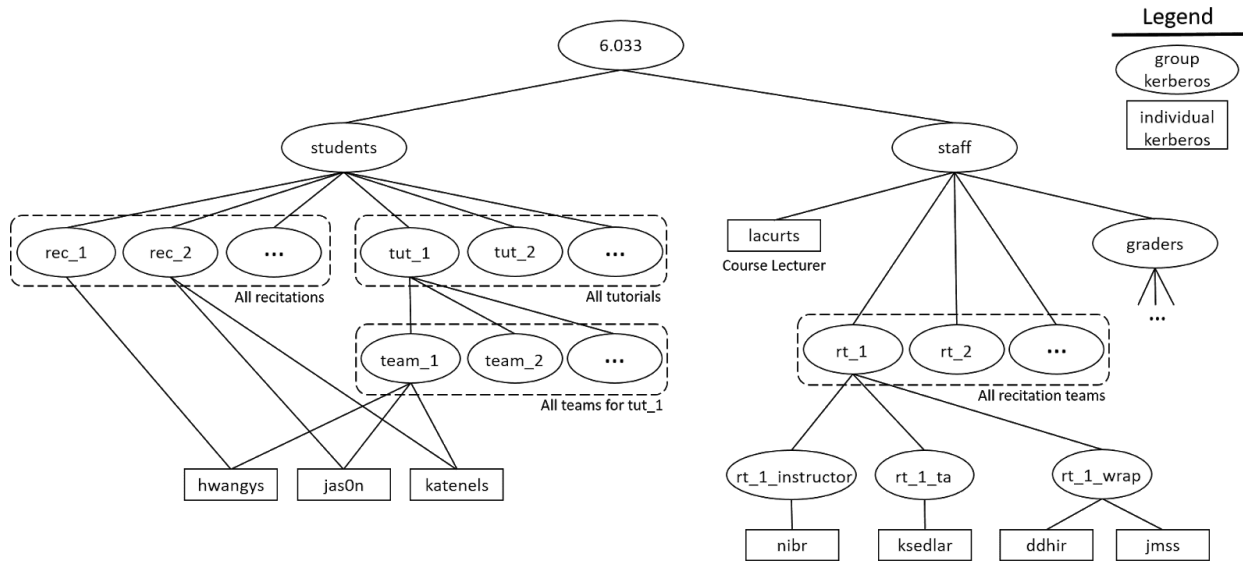 Legend
6.033
group
kerberos
individual
kerberos
students
staff
rec_1
rec_2
...
tut_1
tut_2
...
lacurts
Course Lecturer
graders
...
All recitations
All tutorials
team_1
team_2
...
All teams for tut_1
rt_1
rt_2
...
All recitation teams
hwangys
jas0n
katenels
rt_1_instructor
rt_1_ta
rt_1_wrap
nibr
ksedlar
ddhir
jmss